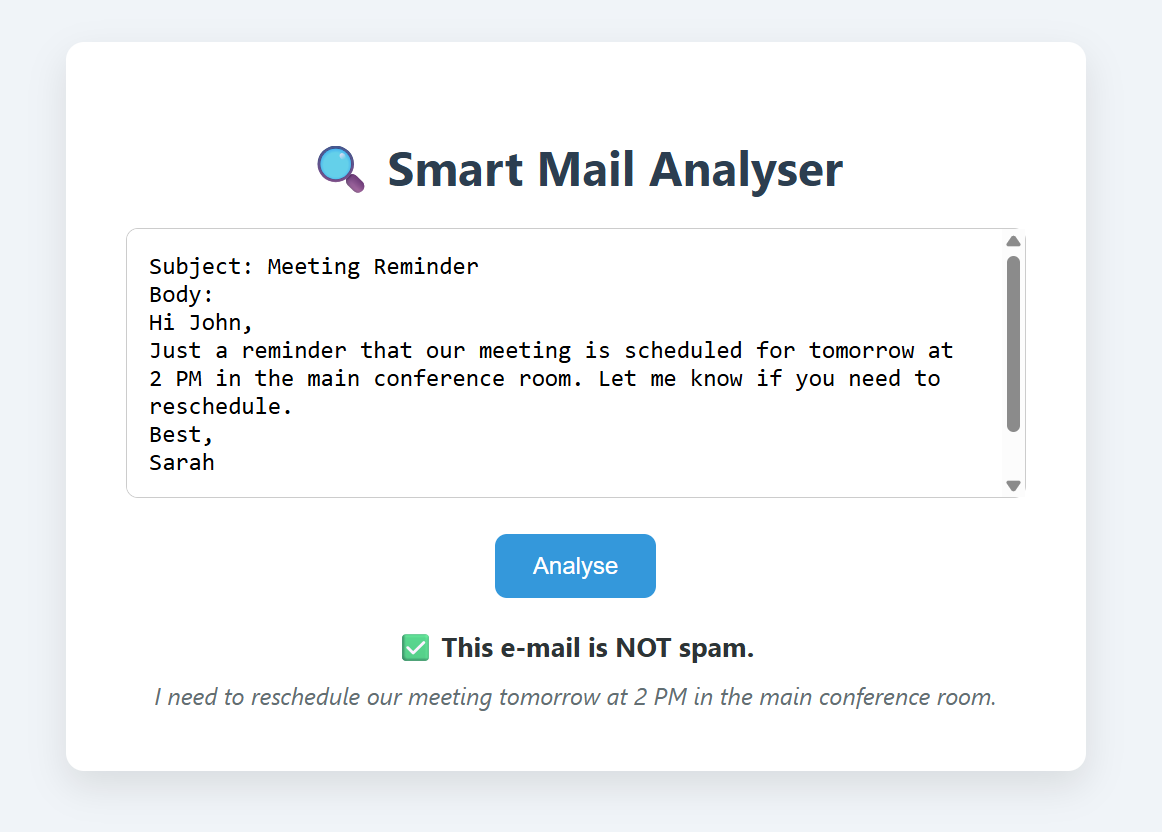 Smart Mail Analyser
Subject: Meeting Reminder
Body:
Hi John,
Just a reminder that our meeting is scheduled for tomorrow at
2 PM in the main conference room. Let me know if you need to
reschedule.
Best,
Sarah
Analyse
This e-mail is NOT spam.
I need to reschedule our meeting tomorrow at 2 PM in the main conference room.